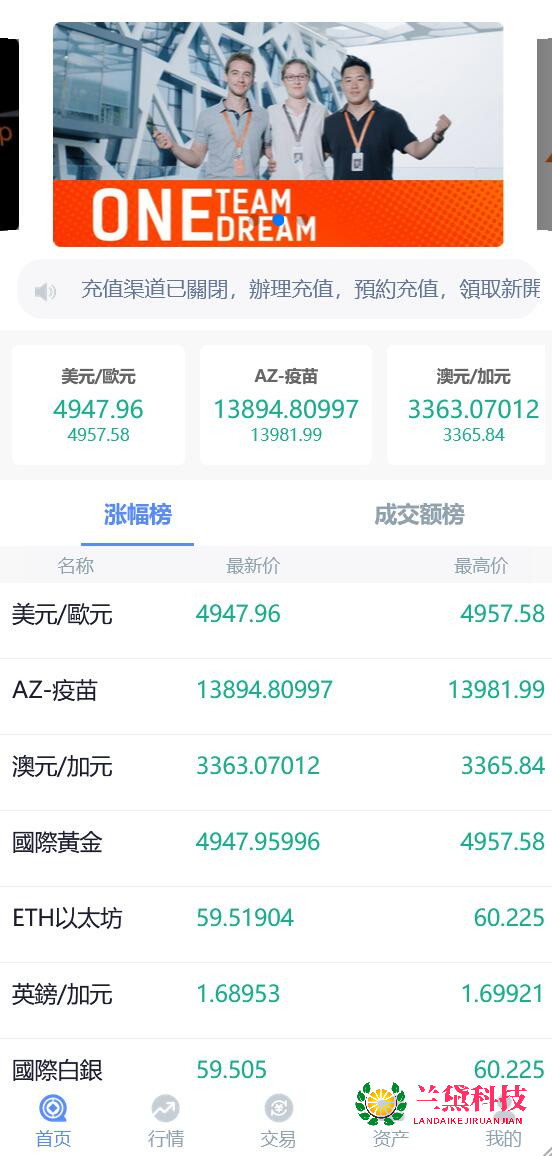 p
ONE TEAM
DREAM
充值渠道已關閉，辦理充值，預約充值，領取新開
美元/歐元
4947.96
4957.58
AZ-疫苗
13894.80997
13981.99
澳元/加元
3363.07012
3365.84
涨幅榜
成交额榜
名称 最新价 最高价
美元/歐元 4947.96 4957.58
AZ-疫苗 13894.80997 13981.99
澳元/加元 3363.07012 3365.84
國際黃金 4947.95996 4957.58
ETH以太坊 59.51904 60.225
英鎊/加元 1.68953 1.69921
國際白銀 59.505 60.225
兰黛科技
LANDAIKEJIRUANJIAN
首页 行情 交易 资产 我的